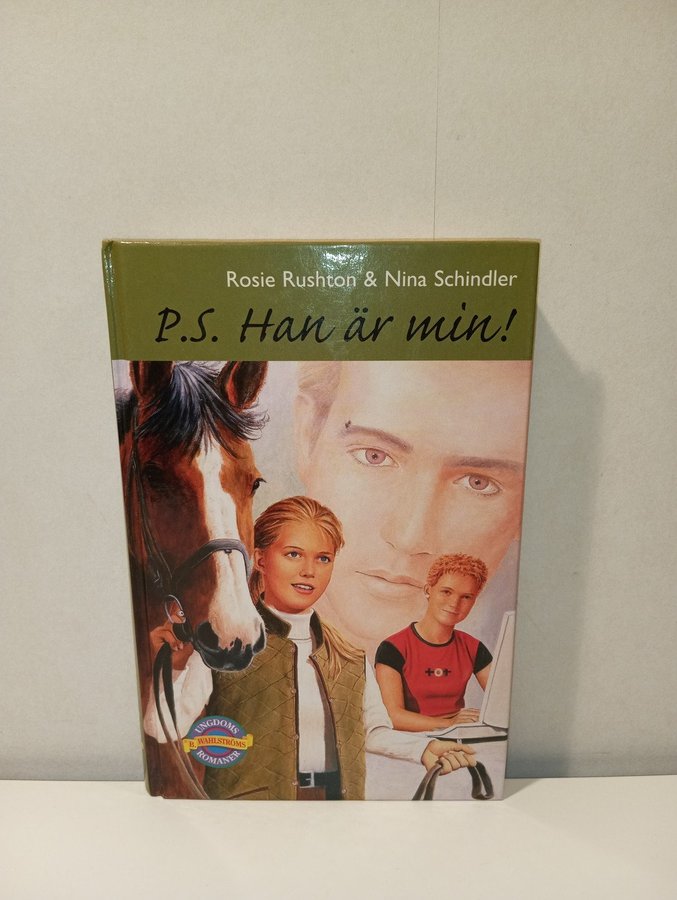 Rosie Rushton & Nina Schindler
P.S. Han är min!
UNGDOMS
B. WAHLSTRÖMS
ROMANER